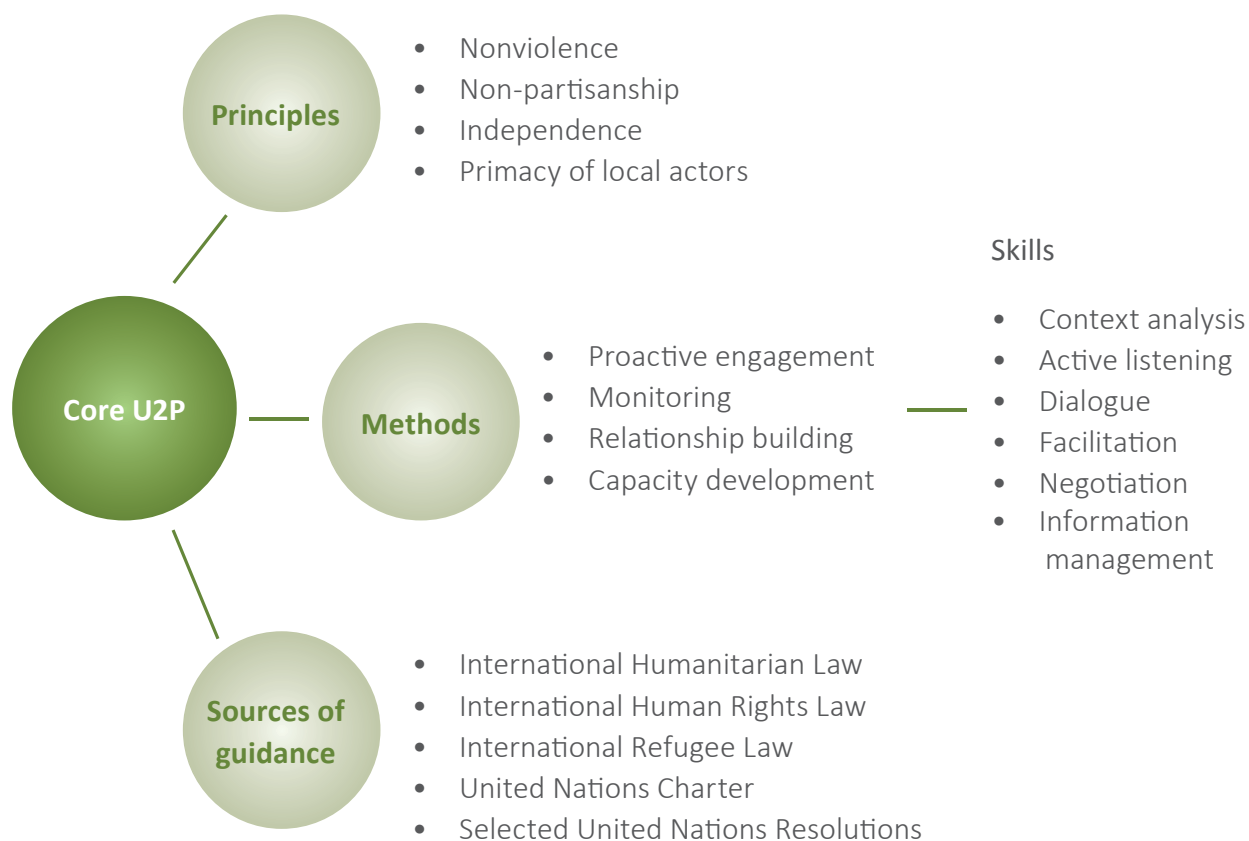 Principles
• Nonviolence
• Non-partisanship
• Independence
• Primacy of local actors
Core U2P
Methods
• Proactive engagement
• Monitoring
• Relationship building
• Capacity development
Skills
• Context analysis
• Active listening
• Dialogue
• Facilitation
• Negotiation
• Information
management
Sources of
guidance
• International Humanitarian Law
• International Human Rights Law
• International Refugee Law
• United Nations Charter
• Selected United Nations Resolutions